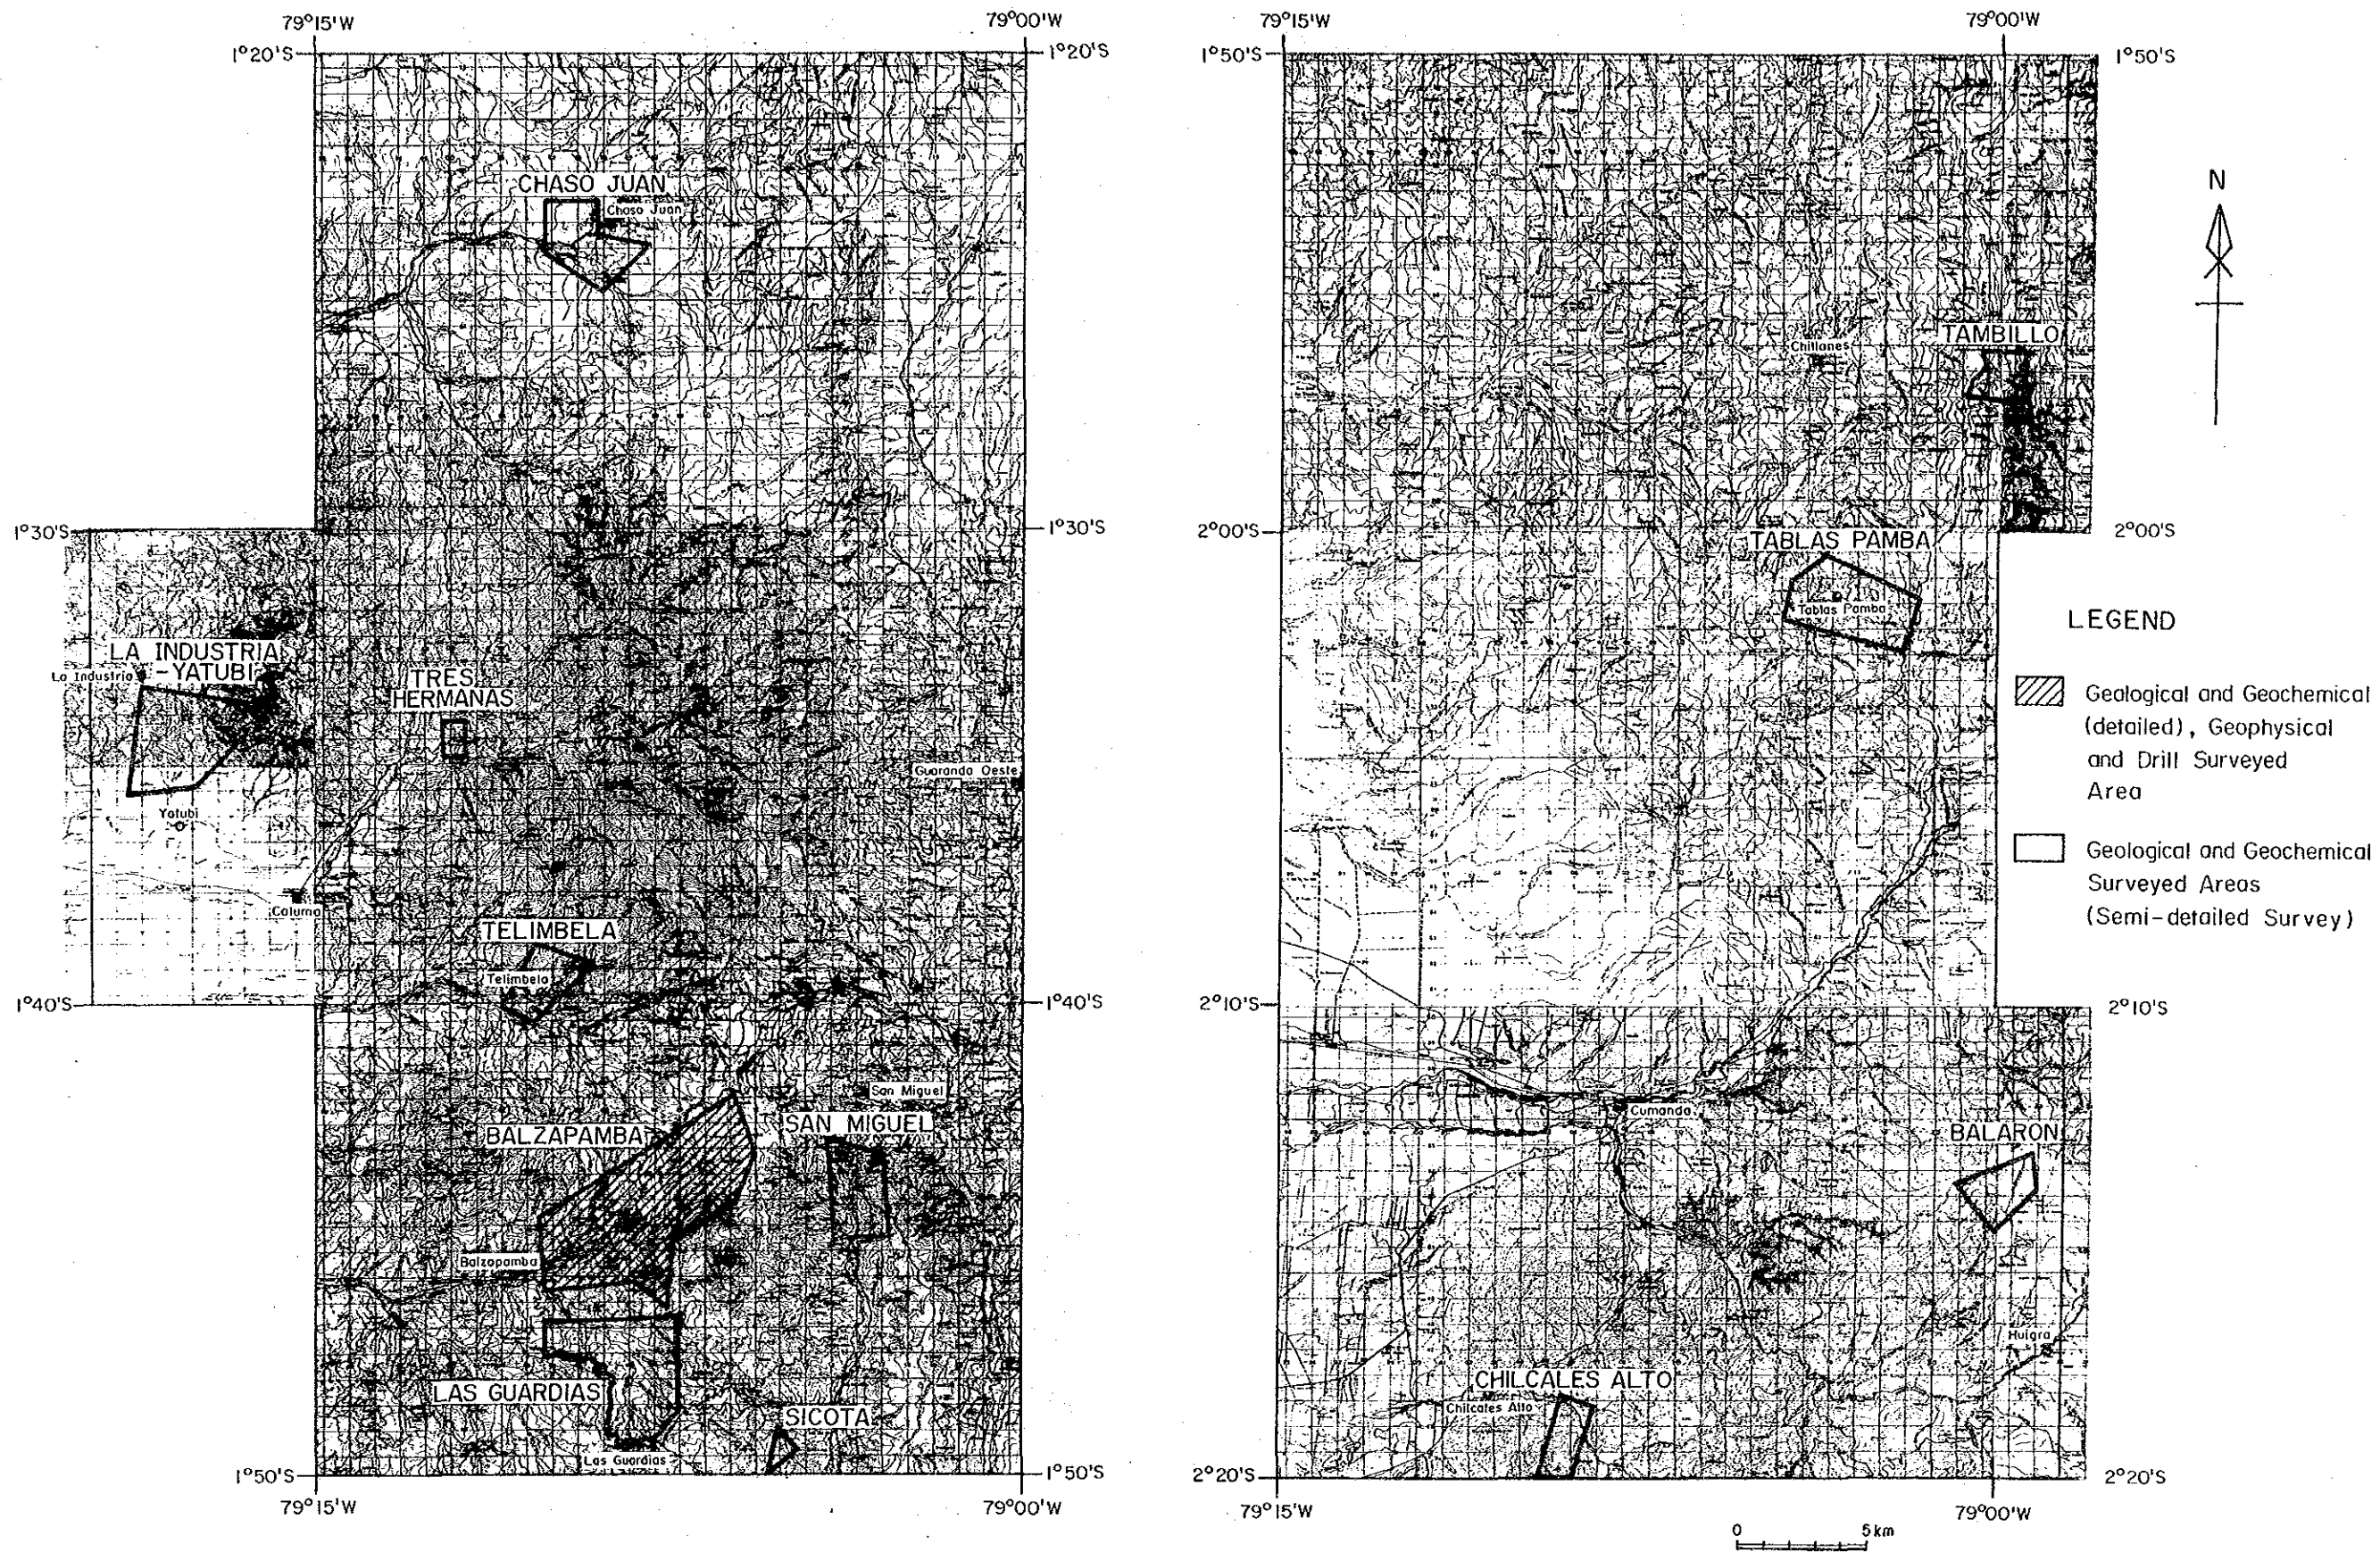 79°15'W
79°00'W
1°20'S
1°20'S
CHASO JUAN
Chaso Juan
1°30'S
1°30'S
LA INDUSTRIA
-YATUBI
La Industria
TRES
HERMANAS
Guaranda Oeste
Yatubi
Caluma
TELIMBELA
Telimbela
1°40'S
1°40'S
San Miguel
SAN MIGUEL
BALZAPAMBA
Balzapamba
LAS GUARDIAS
SICOTA
Las Guardias
1°50'S
1°50'S
79°15'W
79°00'W
79°15'W
79°00'W
1°50'S
1°50'S
N
TAMBILLO
Chillanes
2°00'S
2°00'S
TABLAS PAMBA
Tablas Pamba
2°10'S
2°10'S
Cumanda
BALARON
Huigra
CHILCALES ALTO
Chilcales Alto
2°20'S
2°20'S
79°15'W
79°00'W
0 5km
LEGEND
Geological and Geochemical
(detailed), Geophysical
and Drill Surveyed
Area
Geological and Geochemical
Surveyed Areas
(Semi-detailed Survey)